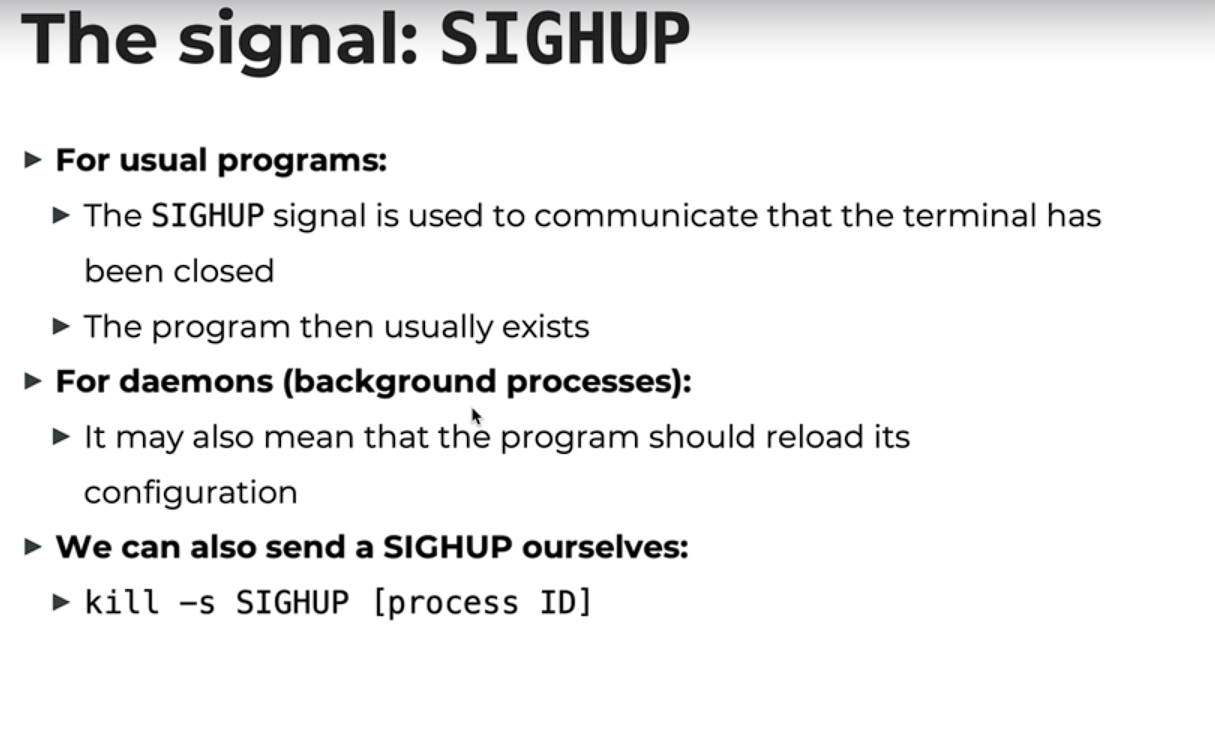 The signal: SIGHUP
► For usual programs:
► The SIGHUP signal is used to communicate that the terminal has
been closed
► The program then usually exists
► For daemons (background processes):
► It may also mean that the program should reload its
configuration
► We can also send a SIGHUP ourselves:
► kill –s SIGHUP [process ID]